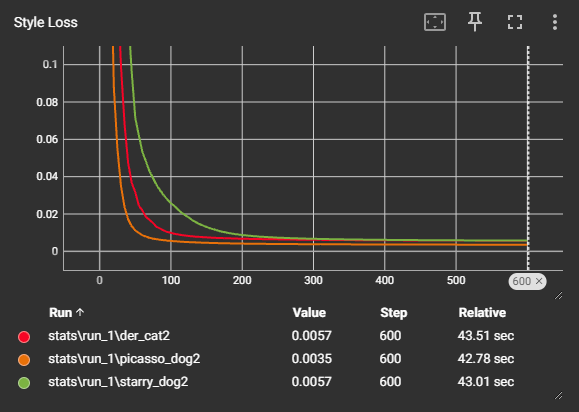 Style Loss
0.1
0.08
0.06
0.04
0.02
0
0 100 200 300 400 500 600 ×
Run ↑ Value Step Relative
stats\run_1\der_cat2 0.0057 600 43.51 sec
stats\run_1\picasso_dog2 0.0035 600 42.78 sec
stats\run_1\starry_dog2 0.0057 600 43.01 sec